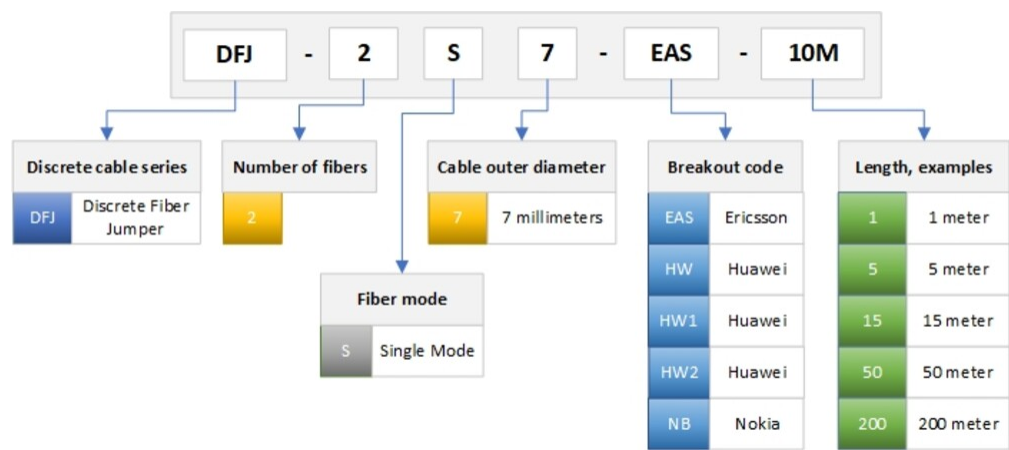 DFJ - 2 S 7 - EAS - 10M
Discrete cable series
DFJ Discrete Fiber
Jumper
Number of fibers
2
Fiber mode
S Single Mode
Cable outer diameter
7 7 millimeters
Breakout code
EAS Ericsson
HW Huawei
HW1 Huawei
HW2 Huawei
NB Nokia
Length, examples
1 1 meter
5 5 meter
15 15 meter
50 50 meter
200 200 meter